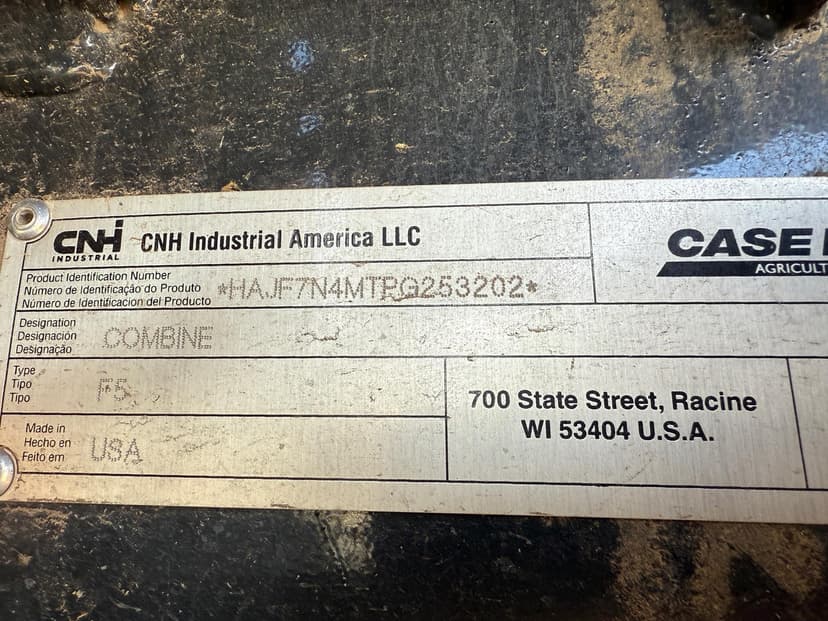 CNH
INDUSTRIAL
CNH Industrial America LLC
CASE
AGRICULT
Product Identification Number
Número de Identificação do Produto
Número de Identificacion del Producto
*HAJF7N4MTPG253202*
Designation
Designación
Designação
COMBINE
Type
Tipo
Tipo
F5
Made in
Hecho en
Feito em
USA
700 State Street, Racine
WI 53404 U.S.A.